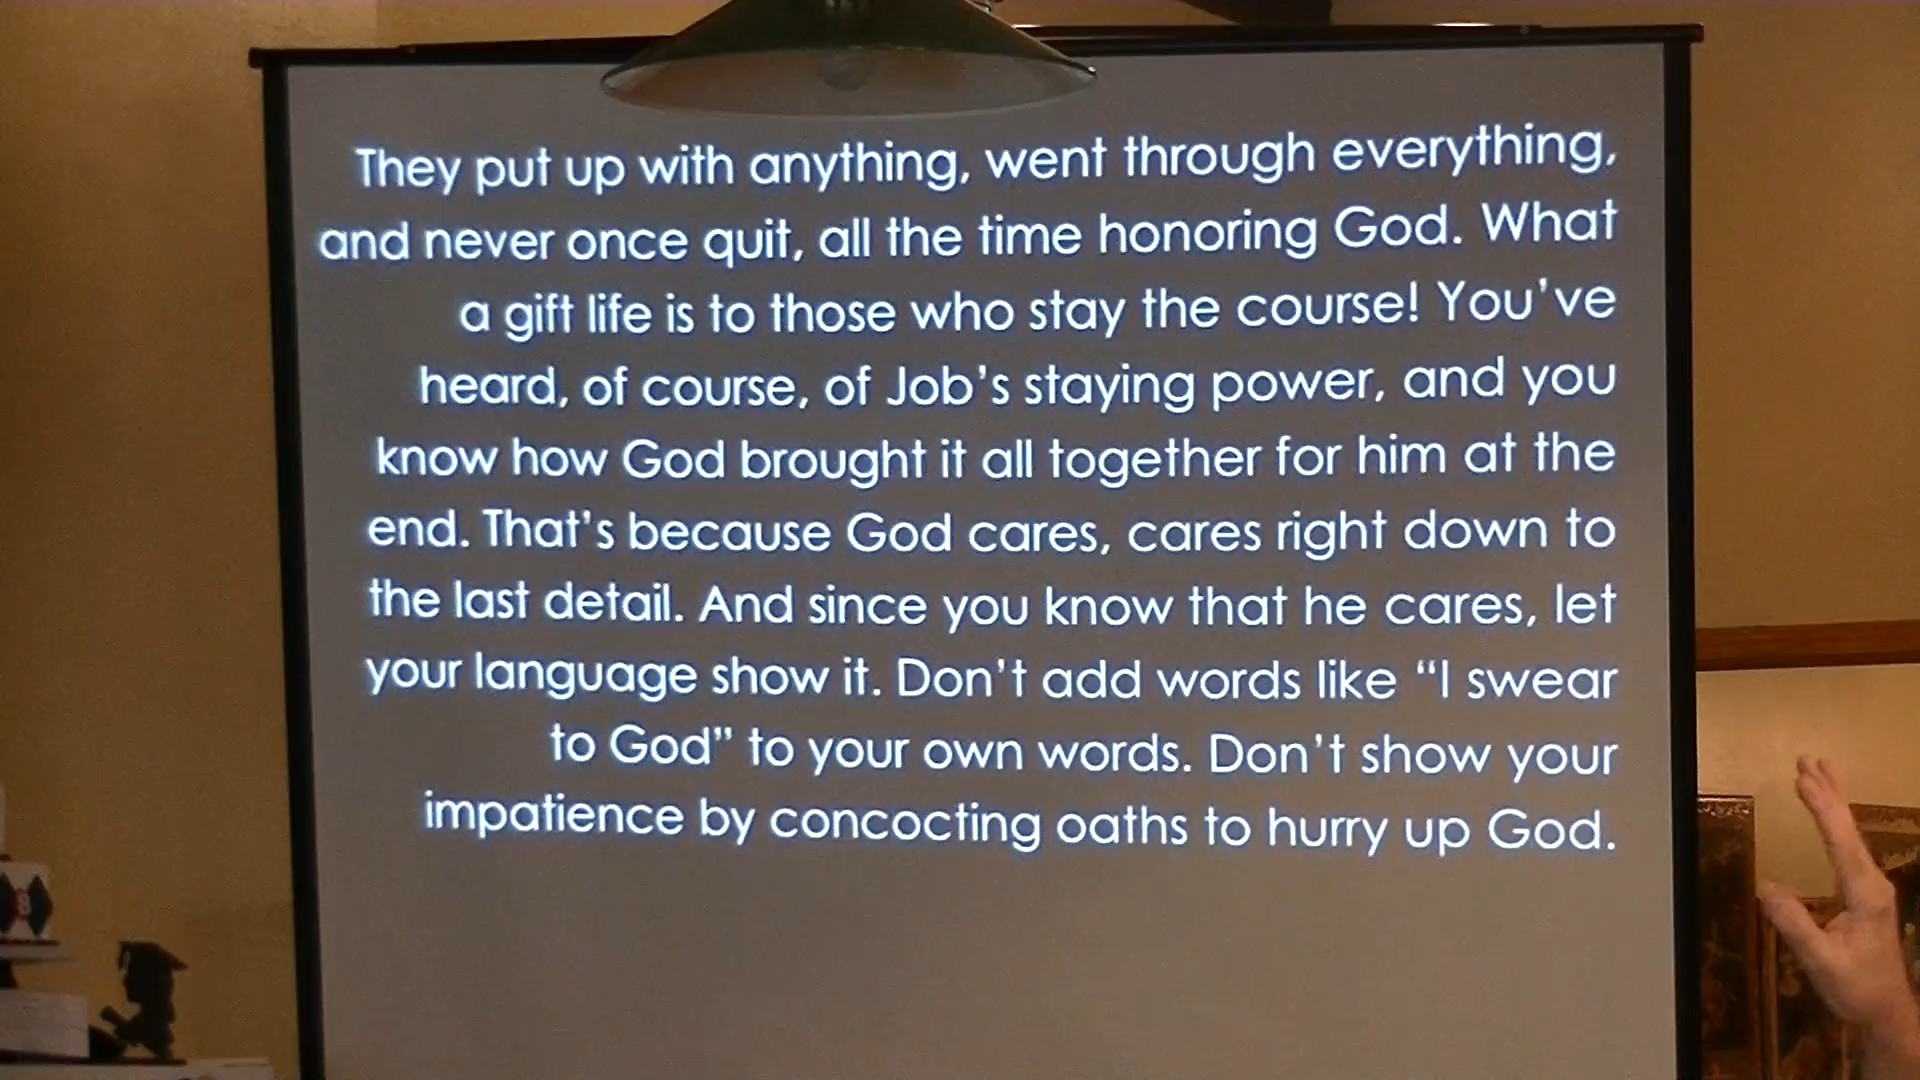 They put up with anything, went through everything,
and never once quit, all the time honoring God. What
a gift life is to those who stay the course! You’ve
heard, of course, of Job’s staying power, and you
know how God brought it all together for him at the
end. That’s because God cares, cares right down to
the last detail. And since you know that he cares, let
your language show it. Don’t add words like “I swear
to God” to your own words. Don’t show your
impatience by concocting oaths to hurry up God.
8